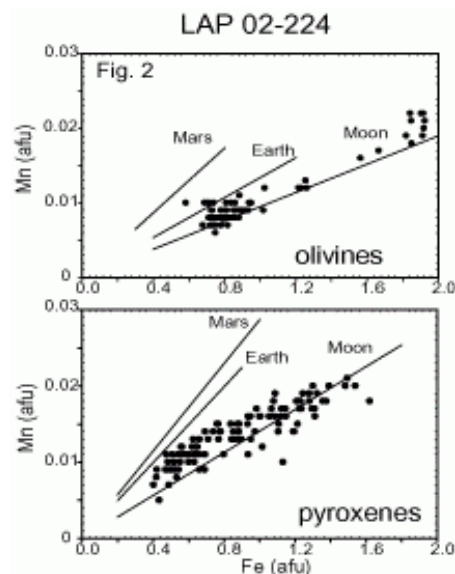 LAP 02-224
Fig. 2
0.03
0.02
0.01
0
Mn (afu)
Mars
Earth
Moon
olivines
0.0 0.4 0.8 1.2 1.6 2.0
0.03
0.02
0.01
0
Mn (afu)
Mars
Earth
Moon
pyroxenes
0.0 0.4 0.8 1.2 1.6 2.0
Fe (afu)